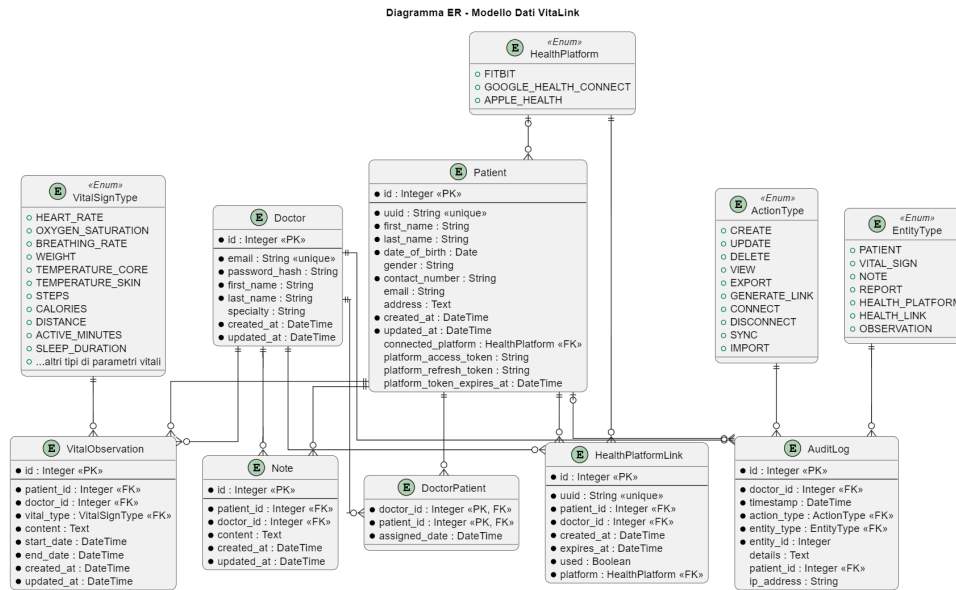 Diagramma ER - Modello Dati VitaLink
E
«Enum»
HealthPlatform
FITBIT
GOOGLE_HEALTH_CONNECT
APPLE_HEALTH
E
«Enum»
VitalSignType
HEART_RATE
OXYGEN_SATURATION
BREATHING_RATE
WEIGHT
TEMPERATURE_CORE
TEMPERATURE_SKIN
STEPS
CALORIES
DISTANCE
ACTIVE_MINUTES
SLEEP_DURATION
...altri tipi di parametri vitali
E Doctor
id : Integer «PK»
email : String «unique»
password_hash : String
first_name : String
last_name : String
specialty : String
created_at : DateTime
updated_at : DateTime
E Patient
id : Integer «PK»
uuid : String «unique»
first_name : String
last_name : String
date_of_birth : Date
gender : String
contact_number : String
email : String
address : Text
created_at : DateTime
updated_at : DateTime
connected_platform : HealthPlatform «FK»
platform_access_token : String
platform_refresh_token : String
platform_token_expires_at : DateTime
E
«Enum»
ActionType
CREATE
UPDATE
DELETE
VIEW
EXPORT
GENERATE_LINK
CONNECT
DISCONNECT
SYNC
IMPORT
E
«Enum»
EntityType
PATIENT
VITAL_SIGN
NOTE
REPORT
HEALTH_PLATFORM
HEALTH_LINK
OBSERVATION
E VitalObservation
id : Integer «PK»
patient_id : Integer «FK»
doctor_id : Integer «FK»
vital_type : VitalSignType «FK»
content : Text
start_date : DateTime
end_date : DateTime
created_at : DateTime
updated_at : DateTime
E Note
id : Integer «PK»
patient_id : Integer «FK»
doctor_id : Integer «FK»
content : Text
created_at : DateTime
updated_at : DateTime
E DoctorPatient
doctor_id : Integer «PK, FK»
patient_id : Integer «PK, FK»
assigned_date : DateTime
E HealthPlatformLink
id : Integer «PK»
uuid : String «unique»
patient_id : Integer «FK»
doctor_id : Integer «FK»
created_at : DateTime
expires_at : DateTime
used : Boolean
platform : HealthPlatform «FK»
E AuditLog
id : Integer «PK»
doctor_id : Integer «FK»
timestamp : DateTime
action_type : ActionType «FK»
entity_type : EntityType «FK»
entity_id : Integer
details : Text
patient_id : Integer «FK»
ip_address : String